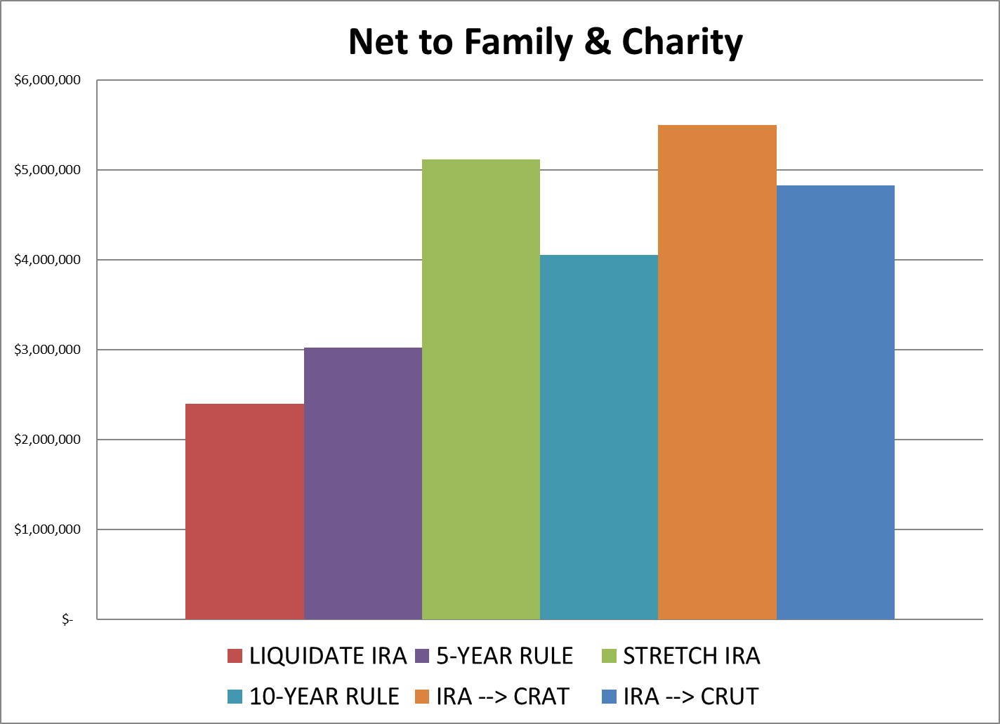 Net to Family & Charity
$6,000,000
$5,000,000
$4,000,000
$3,000,000
$2,000,000
$1,000,000
$-
LIQUIDATE IRA 5-YEAR RULE STRETCH IRA
10-YEAR RULE IRA --> CRAT IRA --> CRUT